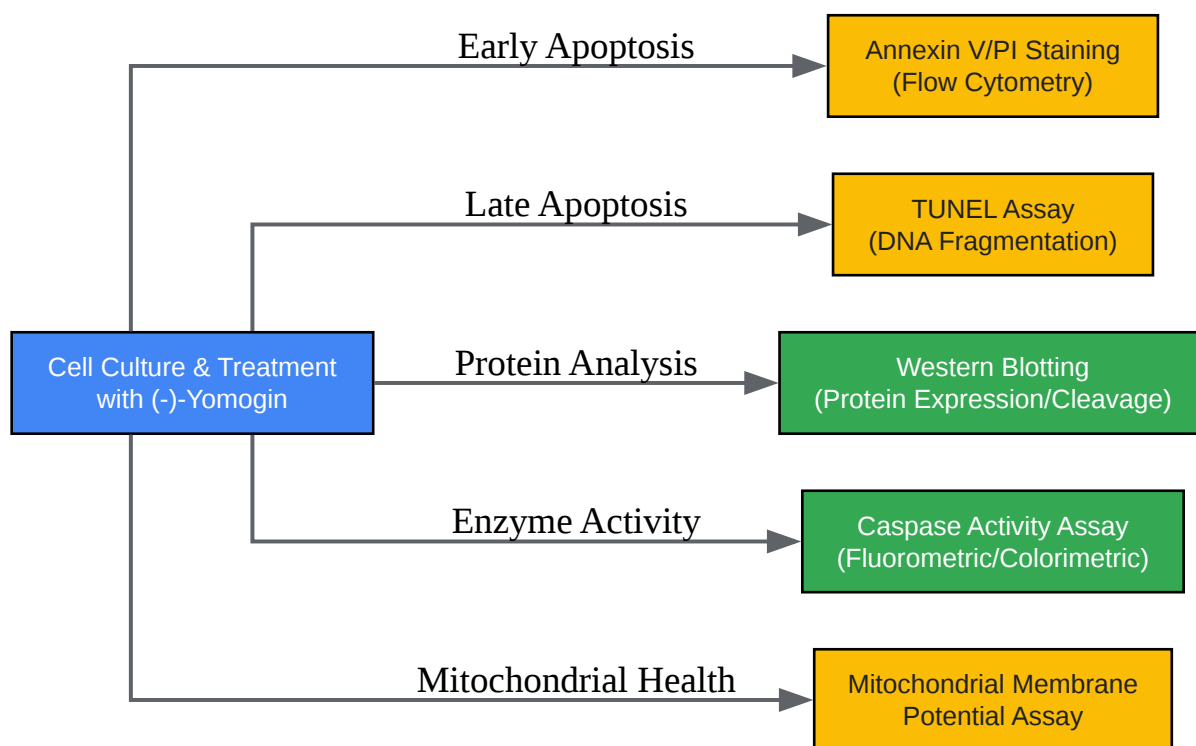 Early Apoptosis
Annexin V/PI Staining
(Flow Cytometry)
Late Apoptosis
TUNEL Assay
(DNA Fragmentation)
Cell Culture & Treatment
with (-)-Yomogin
Protein Analysis
Western Blotting
(Protein Expression/Cleavage)
Enzyme Activity
Caspase Activity Assay
(Fluorometric/Colorimetric)
Mitochondrial Health
Mitochondrial Membrane
Potential Assay